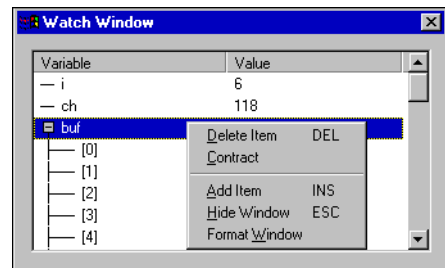 Watch Window
Variable Value
i 6
ch 118
buf
[0]
[1]
[2]
[3]
[4]
Delete Item DEL
Contract
Add Item INS
Hide Window ESC
Format Window